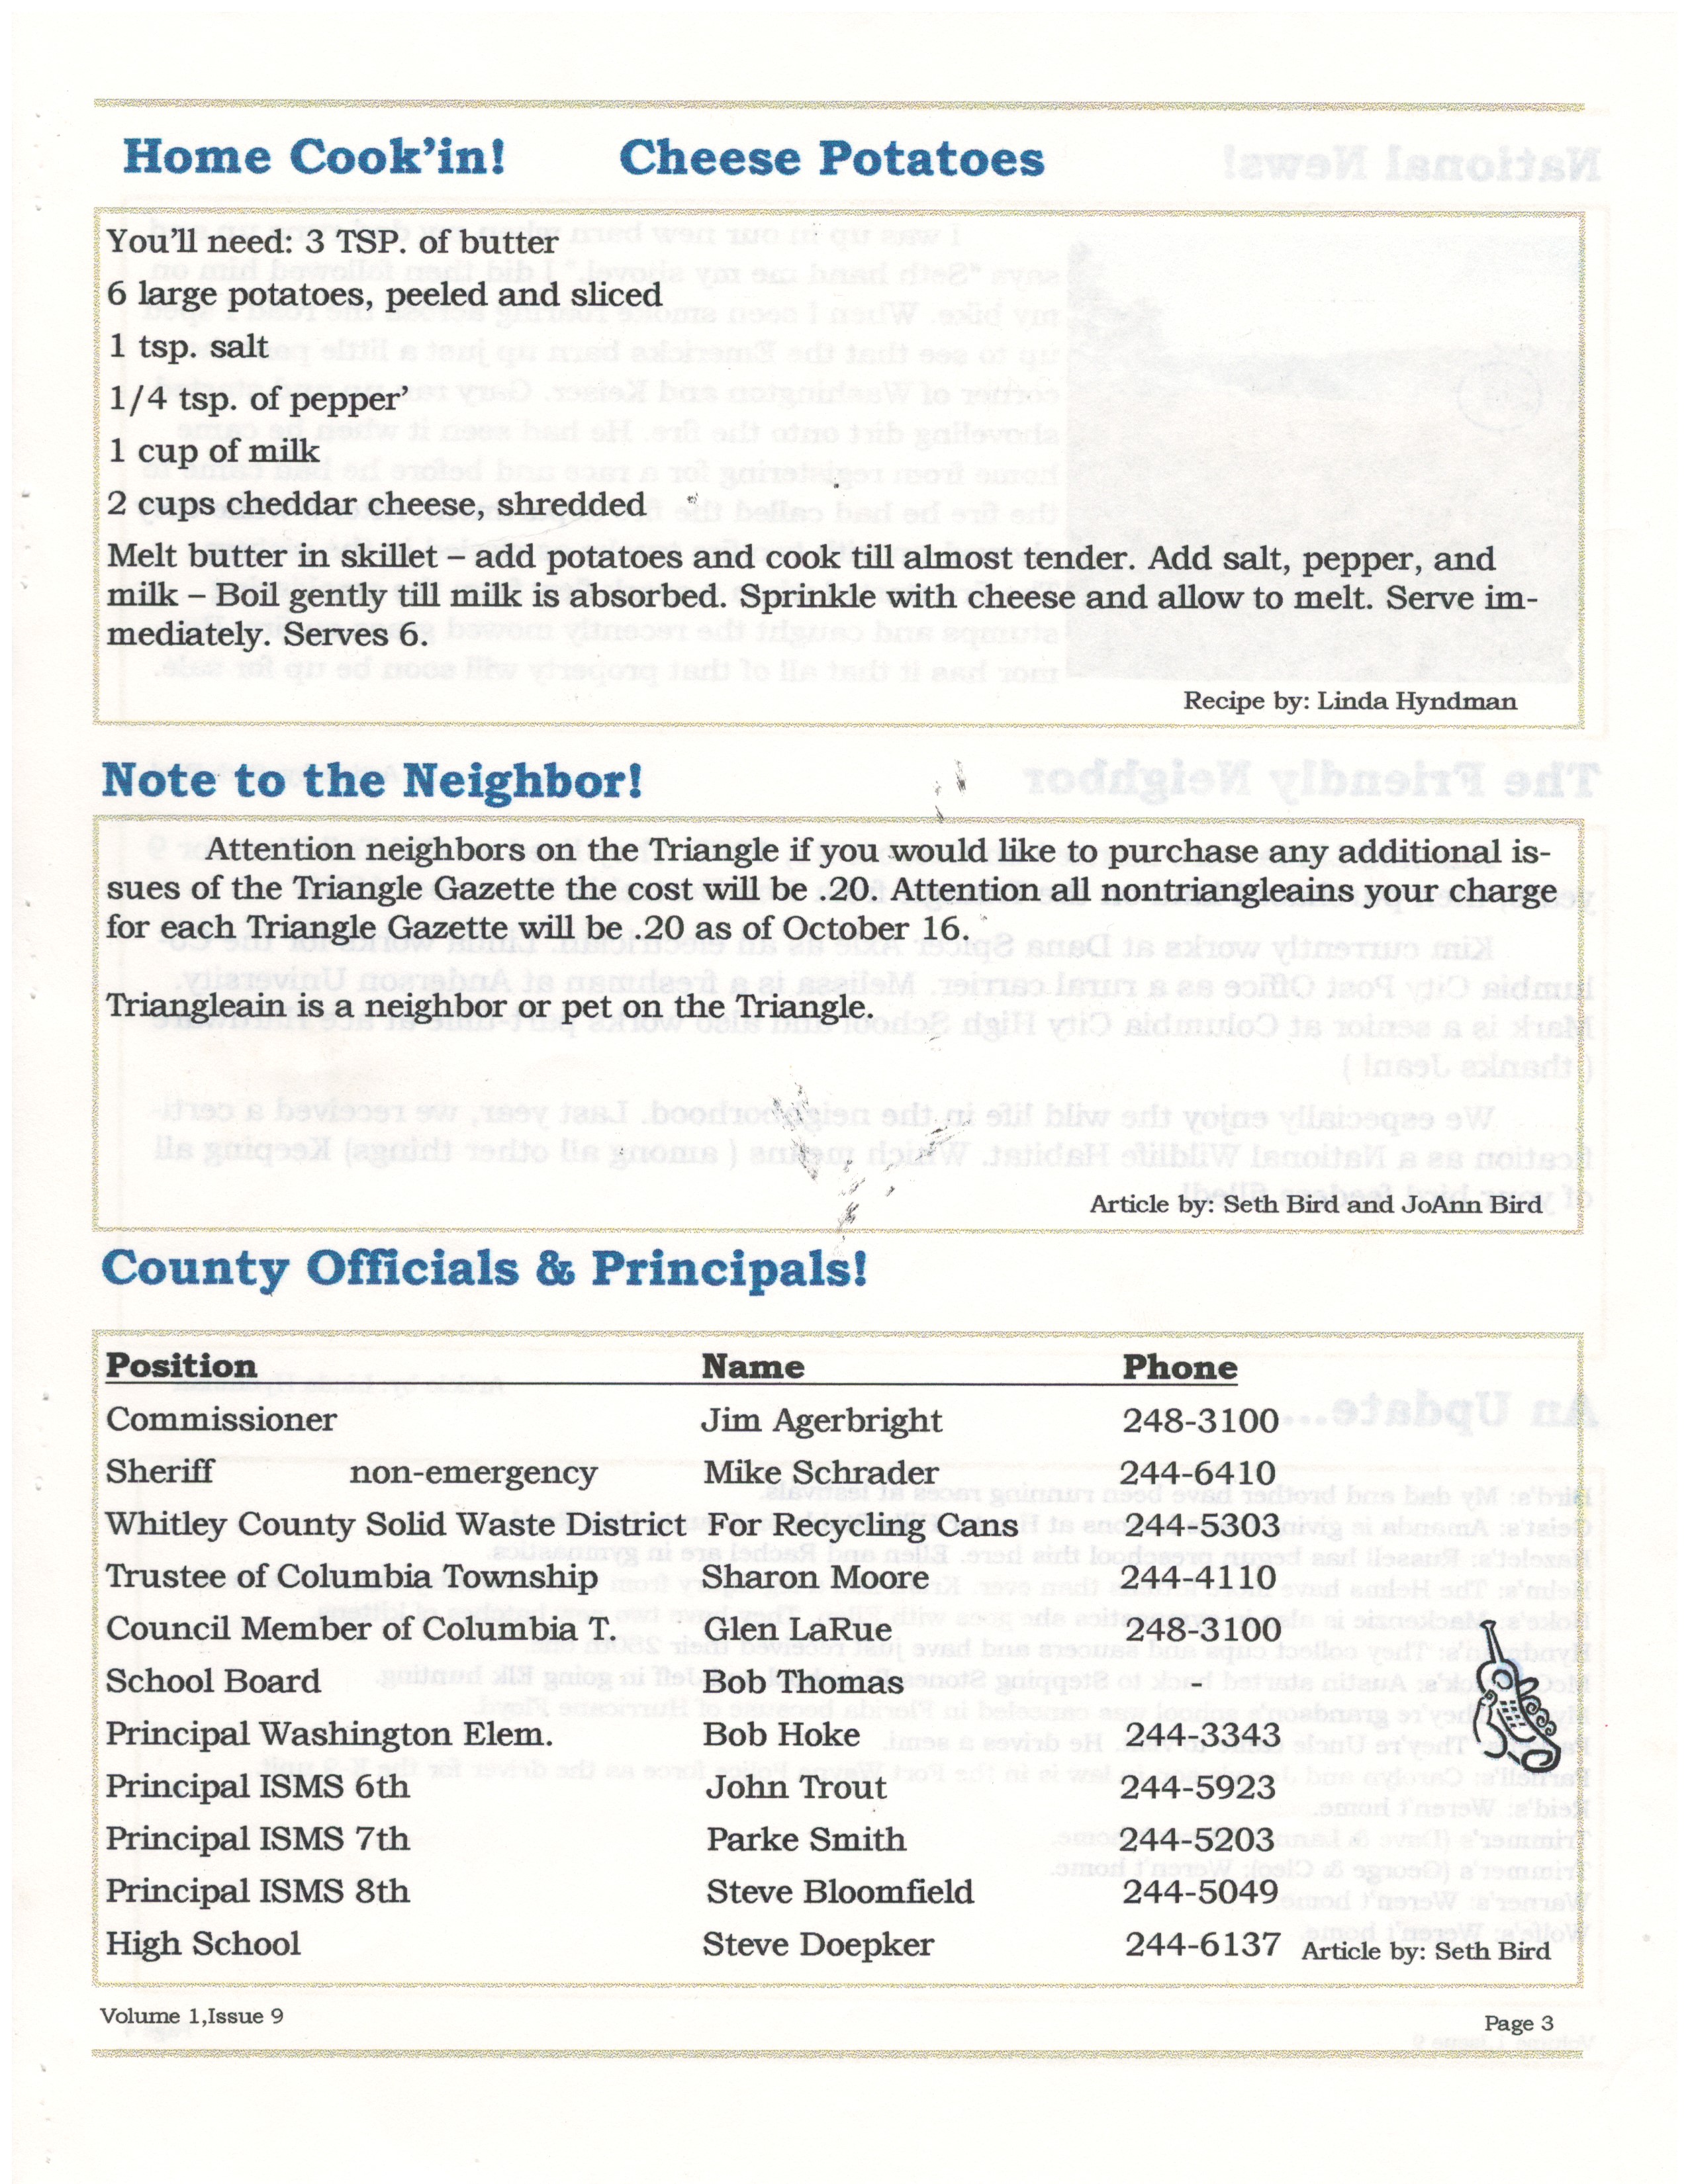 Home Cook'in! Cheese Potatoes
You'll need: 3 TSP. of butter
6 large potatoes, peeled and sliced
1 tsp. salt
1/4 tsp. of pepper'
1 cup of milk
2 cups cheddar cheese, shredded
Melt butter in skillet – add potatoes and cook till almost tender. Add salt, pepper, and
milk – Boil gently till milk is absorbed. Sprinkle with cheese and allow to melt. Serve im-
mediately. Serves 6.
Recipe by: Linda Hyndman
Note to the Neighbor!
Attention neighbors on the Triangle if you would like to purchase any additional is-
sues of the Triangle Gazette the cost will be .20. Attention all nontriangleains your charge
for each Triangle Gazette will be .20 as of October 16.
Triangleain is a neighbor or pet on the Triangle.
Article by: Seth Bird and JoAnn Bird
County Officials & Principals!
Position Name Phone
Commissioner Jim Agerbright 248-3100
Sheriff non-emergency Mike Schrader 244-6410
Whitley County Solid Waste District For Recycling Cans 244-5303
Trustee of Columbia Township Sharon Moore 244-4110
Council Member of Columbia T. Glen LaRue 248-3100
School Board Bob Thomas -
Principal Washington Elem. Bob Hoke 244-3343
Principal ISMS 6th John Trout 244-5923
Principal ISMS 7th Parke Smith 244-5203
Principal ISMS 8th Steve Bloomfield 244-5049
High School Steve Doepker 244-6137 Article by: Seth Bird
Volume 1,Issue 9 Page 3